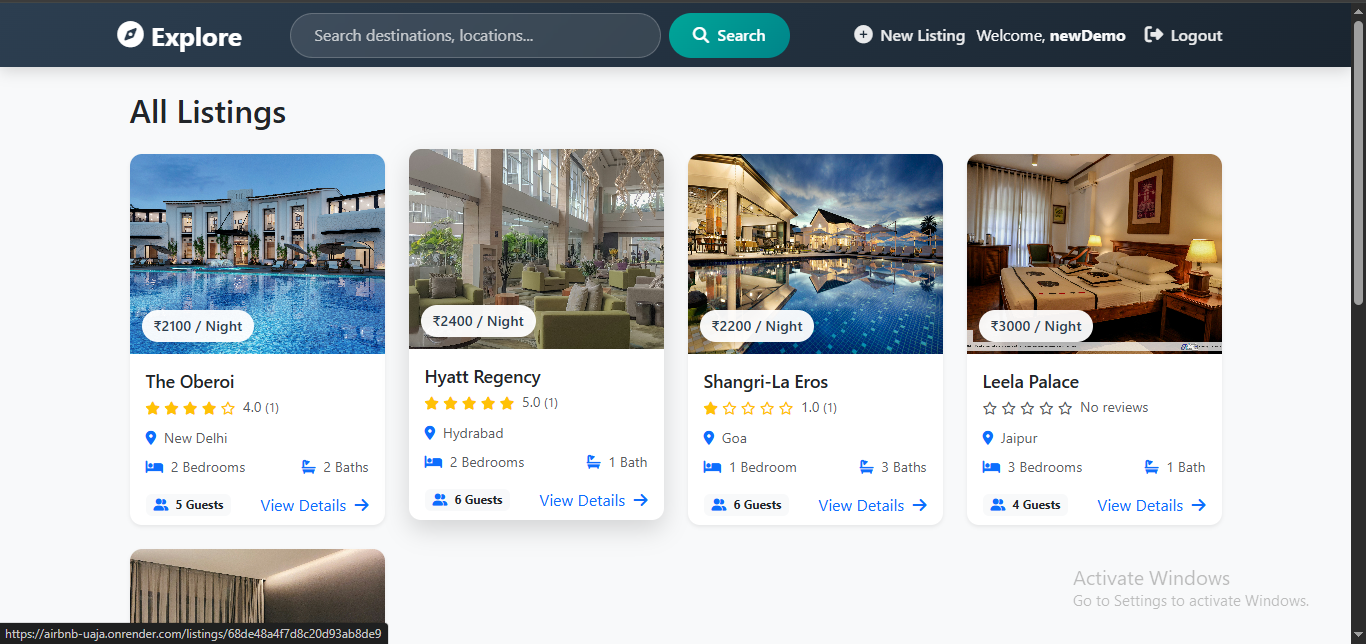 Explore
Search destinations, locations...
Search
New Listing
Welcome, newDemo
Logout
All Listings
₹2100 / Night
₹2400 / Night
₹2200 / Night
₹3000 / Night
The Oberoi
4.0 (1)
New Delhi
2 Bedrooms
2 Baths
5 Guests
View Details
Hyatt Regency
5.0 (1)
Hydrabad
2 Bedrooms
1 Bath
6 Guests
View Details
Shangri-La Eros
1.0 (1)
Goa
1 Bedroom
3 Baths
6 Guests
View Details
Leela Palace
No reviews
Jaipur
3 Bedrooms
1 Bath
4 Guests
View Details
Activate Windows
Go to Settings to activate Windows.
https://airbnb-uaja.onrender.com/listings/68de48a4f7d8c20d93ab8de9